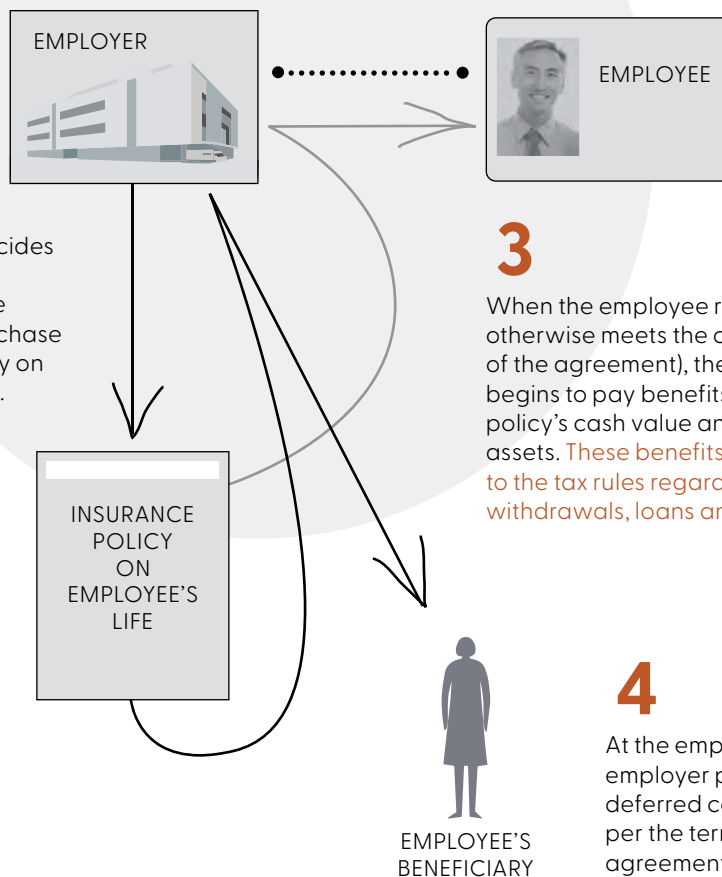 EMPLOYER
EMPLOYEE
cides
e
chase
y on
.
3
When the employee r
otherwise meets the c
of the agreement), the
begins to pay benefits
policy's cash value an
assets. These benefits
to the tax rules regard
withdrawals, loans an
INSURANCE
POLICY
ON
EMPLOYEE'S
LIFE
4
At the emp
employer p
deferred co
per the term
agreement
EMPLOYEE'S
BENEFICIARY